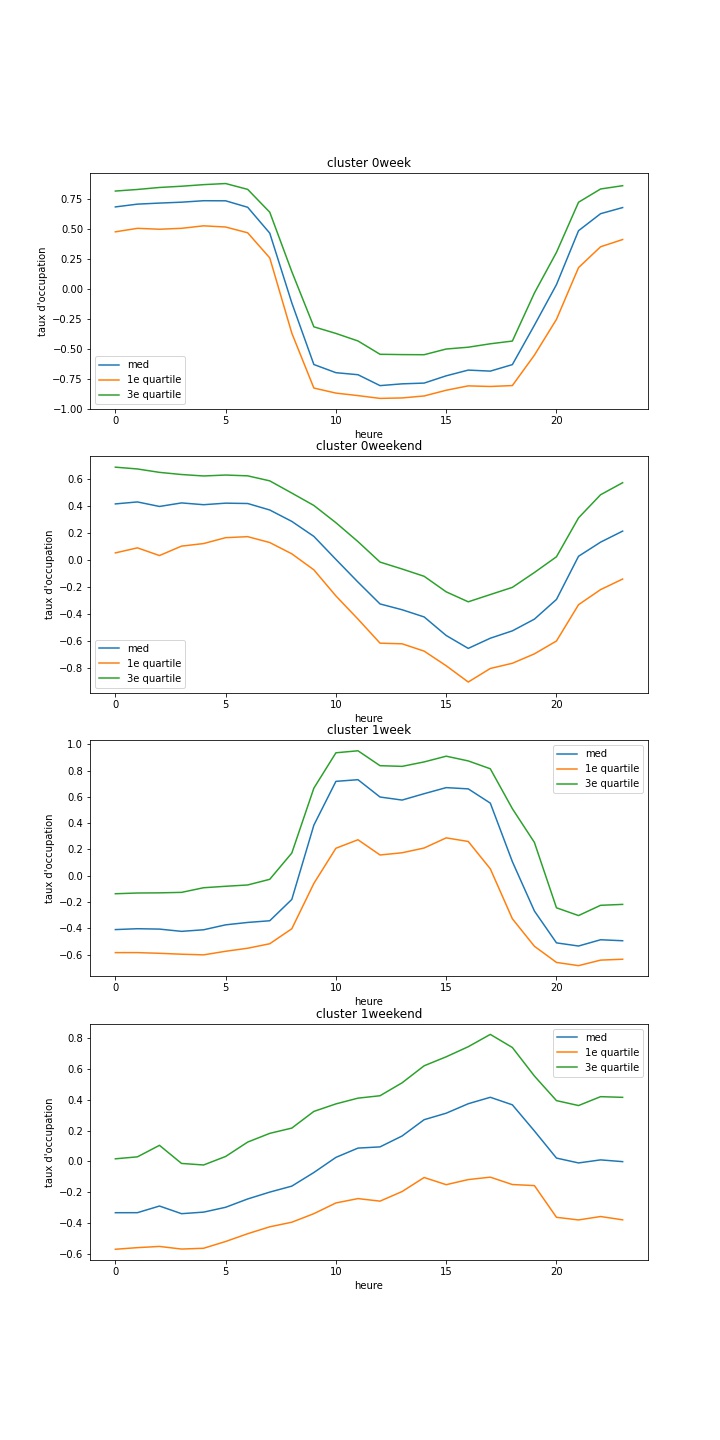 cluster 0week
taux d'occupation
0.75
0.50
0.25
0.00
−0.25
−0.50
−0.75
−1.00
med
1e quartile
3e quartile
0 5 10 15 20
heure
cluster 0weekend
taux d'occupation
0.6
0.4
0.2
0.0
−0.2
−0.4
−0.6
−0.8
med
1e quartile
3e quartile
0 5 10 15 20
heure
cluster 1week
taux d'occupation
1.0
0.8
0.6
0.4
0.2
0.0
−0.2
−0.4
−0.6
med
1e quartile
3e quartile
0 5 10 15 20
heure
cluster 1weekend
taux d'occupation
0.8
0.6
0.4
0.2
0.0
−0.2
−0.4
−0.6
med
1e quartile
3e quartile
0 5 10 15 20
heure